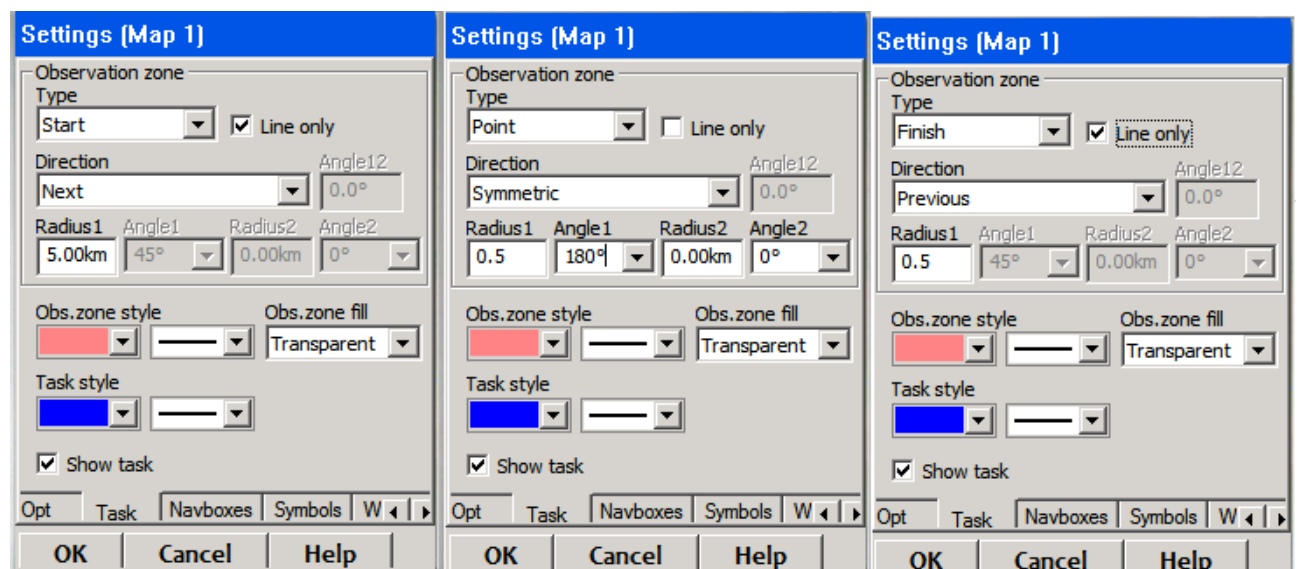 Settings (Map 1)
Observation zone
Type
Start Line only
Direction Angle12
Next 0.0°
Radius1 Angle1 Radius2 Angle2
5.00km 45° 0.00km 0°
Obs.zone style Obs.zone fill
Transparent
Task style
Show task
Opt Task Navboxes Symbols W
OK Cancel Help
Settings (Map 1)
Observation zone
Type
Point Line only
Direction Angle12
Symmetric 0.0°
Radius1 Angle1 Radius2 Angle2
0.5 180° 0.00km 0°
Obs.zone style Obs.zone fill
Transparent
Task style
Show task
Opt Task Navboxes Symbols W
OK Cancel Help
Settings (Map 1)
Observation zone
Type
Finish Line only
Direction Angle12
Previous 0.0°
Radius1 Angle1 Radius2 Angle2
0.5 45° 0.00km 0°
Obs.zone style Obs.zone fill
Transparent
Task style
Show task
Opt Task Navboxes Symbols W
OK Cancel Help